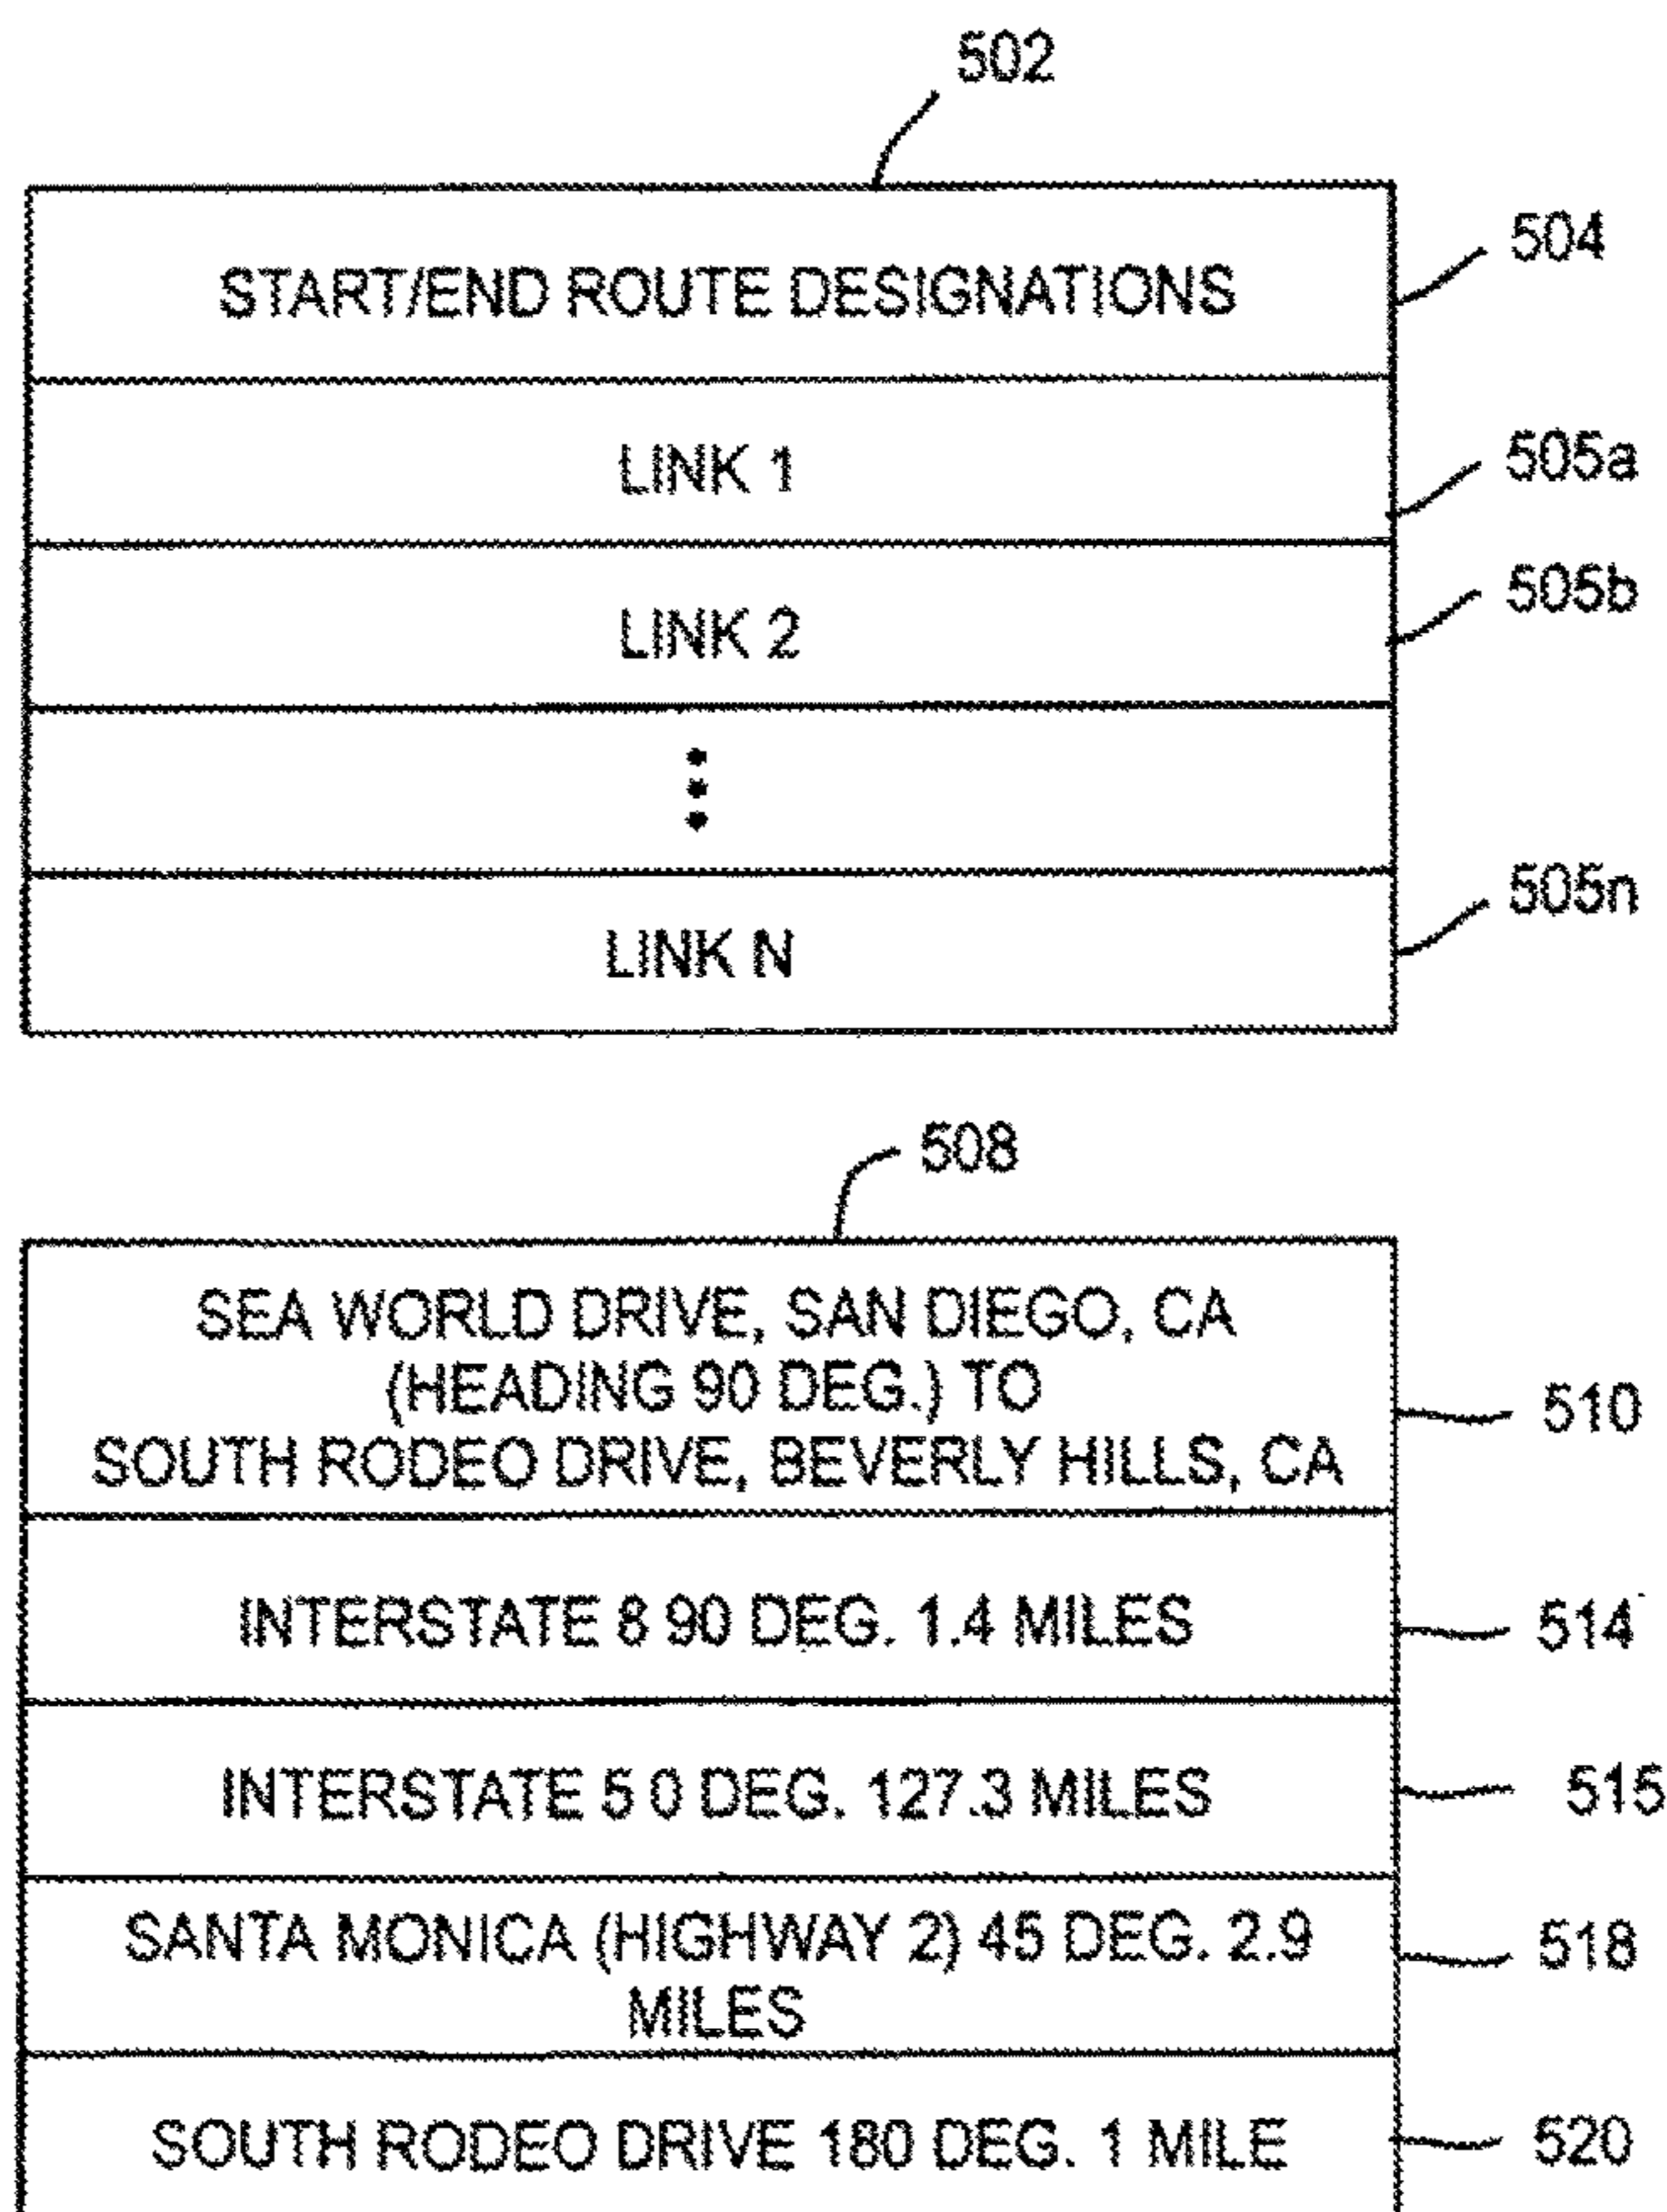 502
START/END ROUTE DESIGNATIONS
504
LINK 1
505a
LINK 2
505b
LINK N
505n
508
SEA WORLD DRIVE, SAN DIEGO, CA
(HEADING 90 DEG.) TO
SOUTH RODEO DRIVE, BEVERLY HILLS, CA
510
INTERSTATE 8 90 DEG. 1.4 MILES
514
INTERSTATE 5 0 DEG. 127.3 MILES
515
SANTA MONICA (HIGHWAY 2) 45 DEG. 2.9
MILES
518
SOUTH RODEO DRIVE 180 DEG. 1 MILE
520